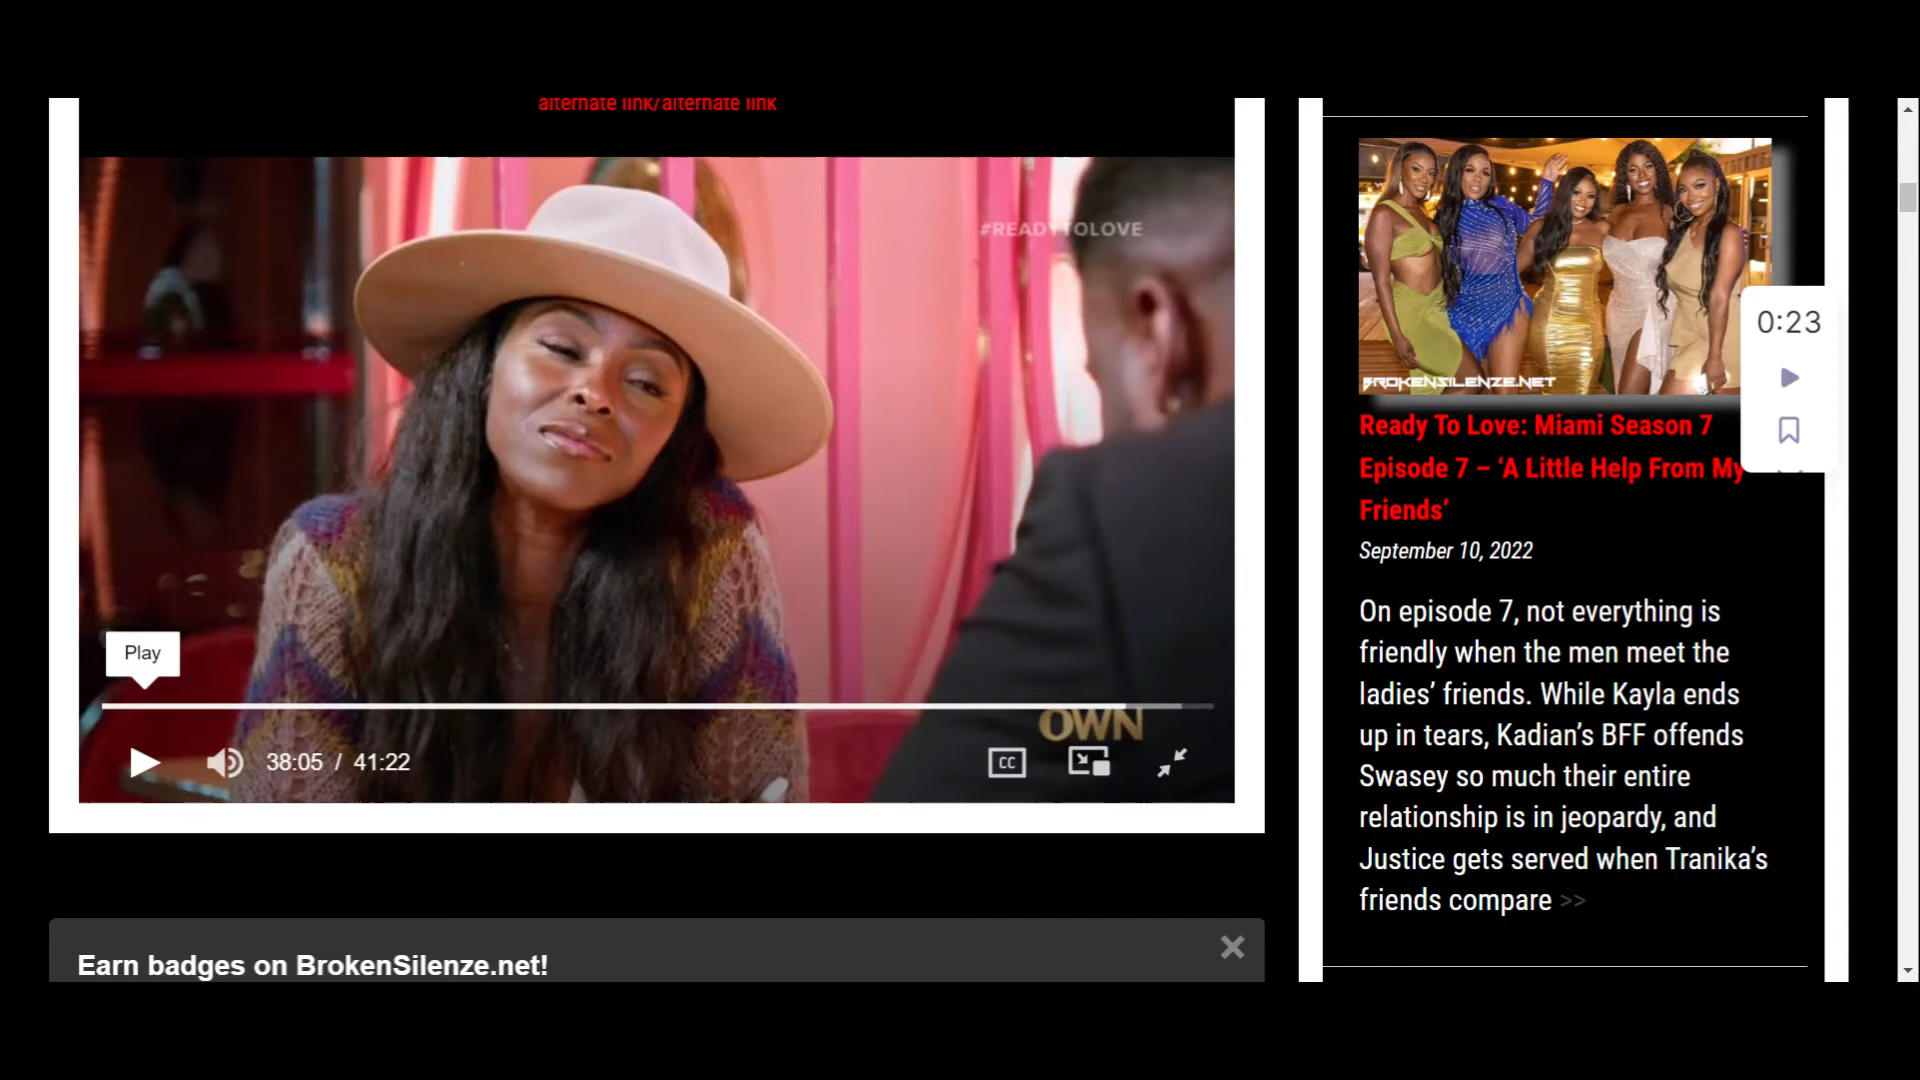 alternate link/alternate link
#READYTOLOVE
Play
OWN
38:05 / 41:22
CC
Earn badges on BrokenSilenze.net!
BROKENSILENZE.NET
0:23
Ready To Love: Miami Season 7
Episode 7 – ‘A Little Help From My
Friends’
September 10, 2022
On episode 7, not everything is
friendly when the men meet the
ladies’ friends. While Kayla ends
up in tears, Kadian’s BFF offends
Swasey so much their entire
relationship is in jeopardy, and
Justice gets served when Tranika’s
friends compare >>